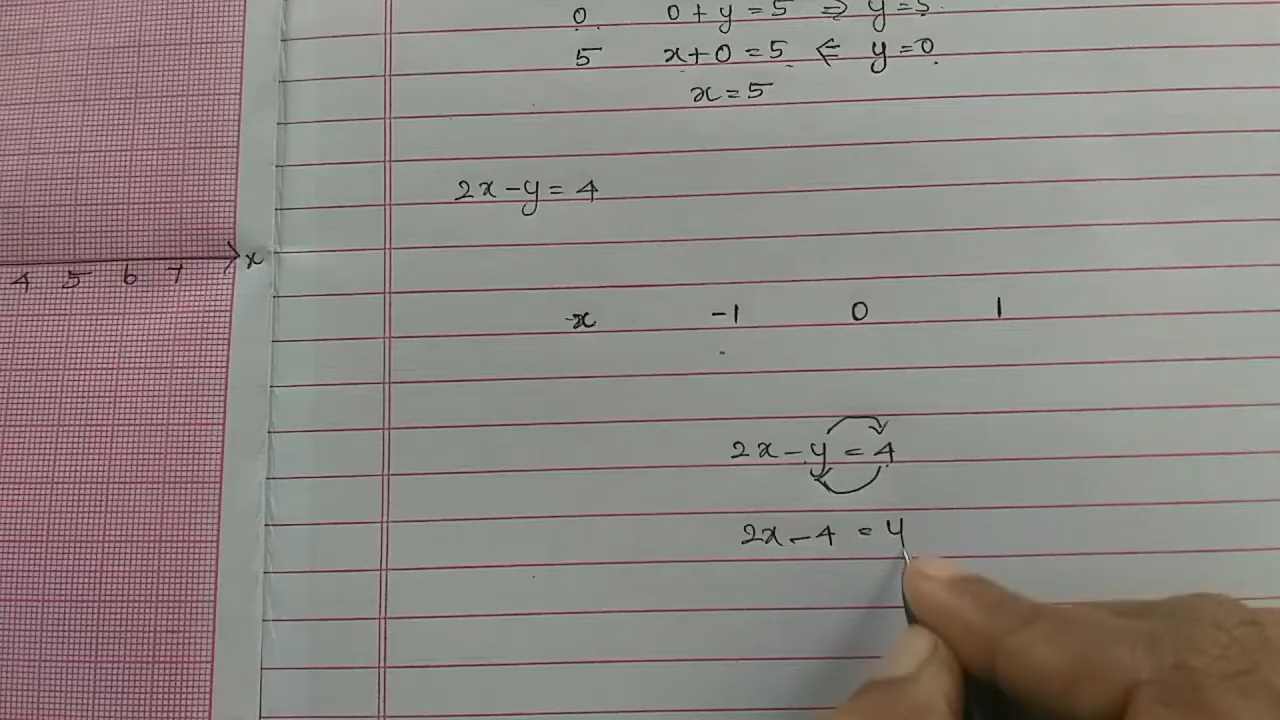 0 0 + y = 5 ⇒ y = 5
5 x + 0 = 5 ⇐ y = 0
x = 5
2x - y = 4
x
4 5 6 7
x -1 0 1
2x - y = 4
2x - 4 = y